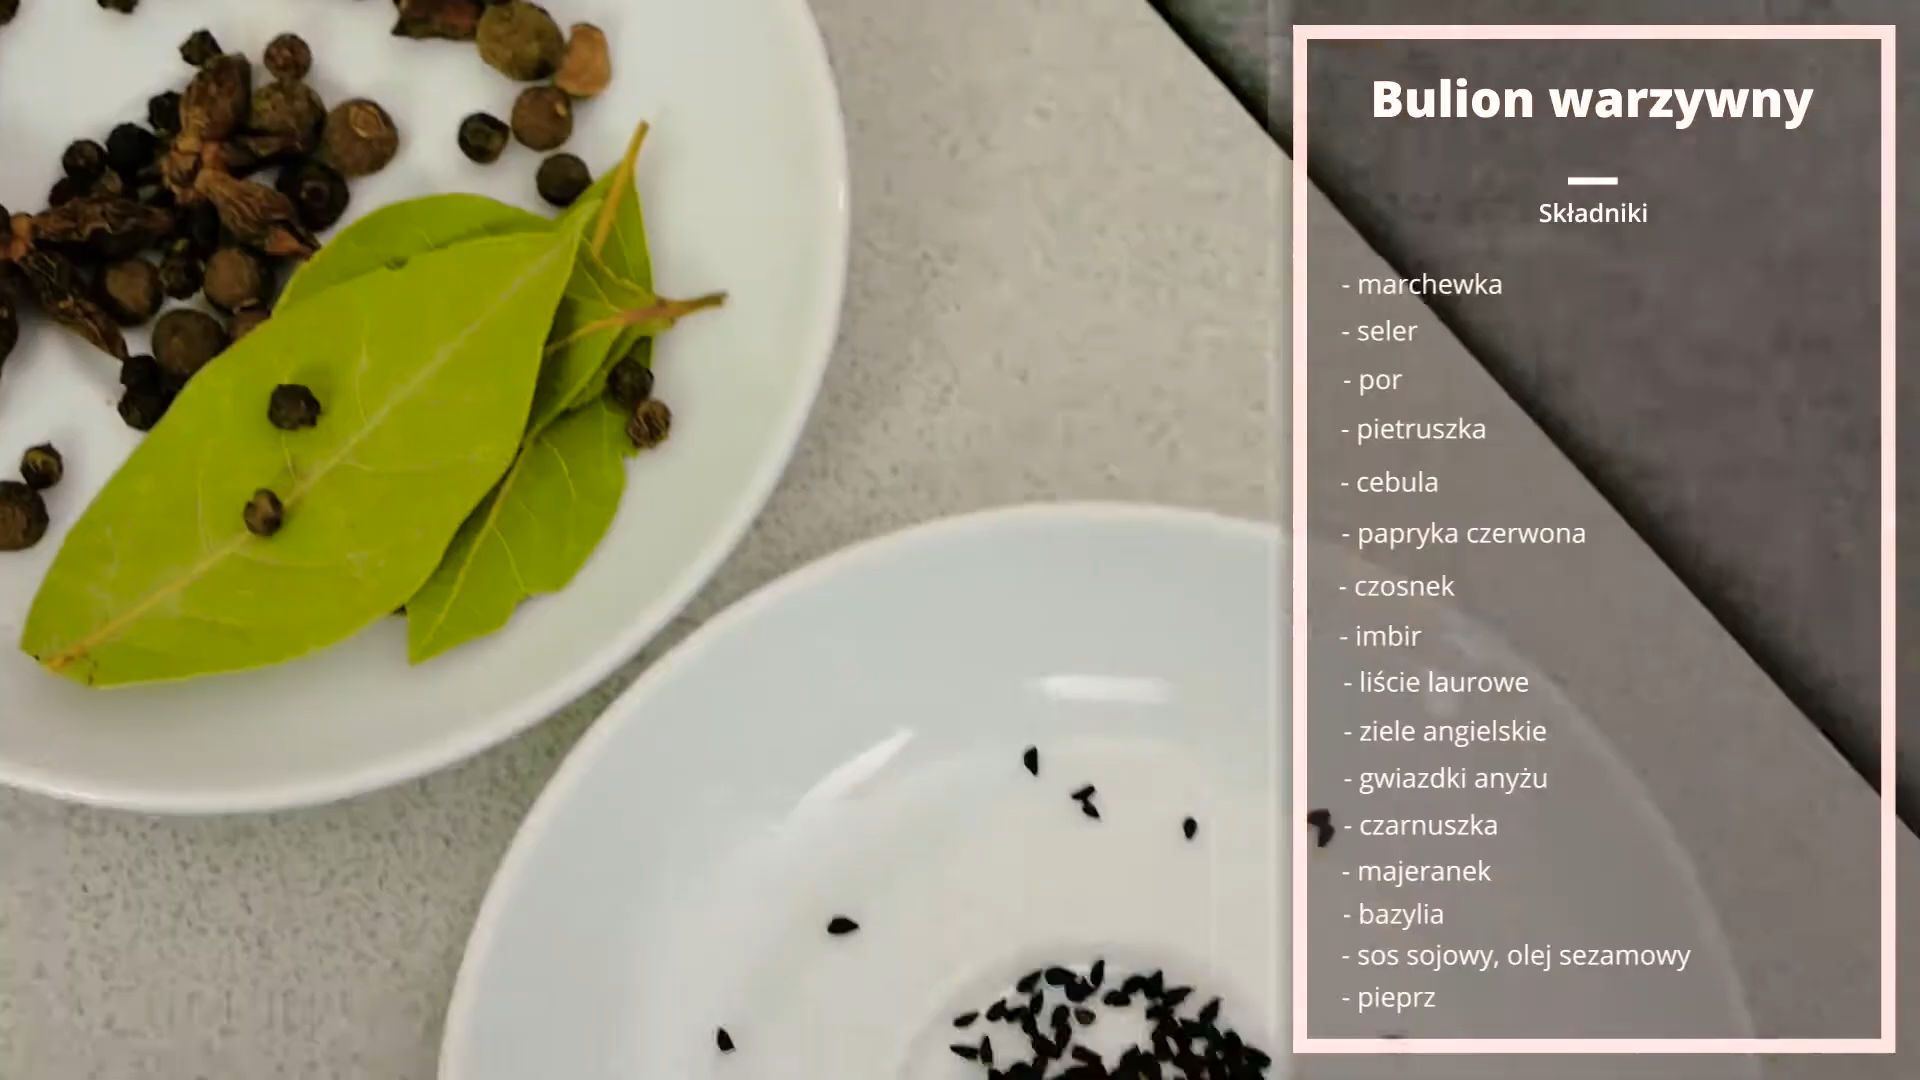 Bulion warzywny
Składniki
- marchewka
- seler
- por
- pietruszka
- cebula
- papryka czerwona
- czosnek
- imbir
- liście laurowe
- ziele angielskie
- gwiazdki anyżu
- czarnuszka
- majeranek
- bazylia
- sos sojowy, olej sezamowy
- pieprz